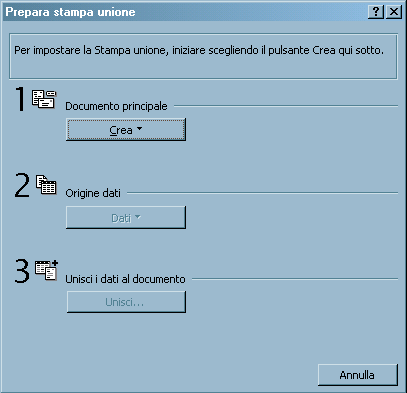 Prepara stampa unione
Per impostare la Stampa unione, iniziare scegliendo il pulsante Crea qui sotto.
1 Documento principale
Crea
2 Origine dati
Dati
3 Unisci i dati al documento
Unisci...
Annulla